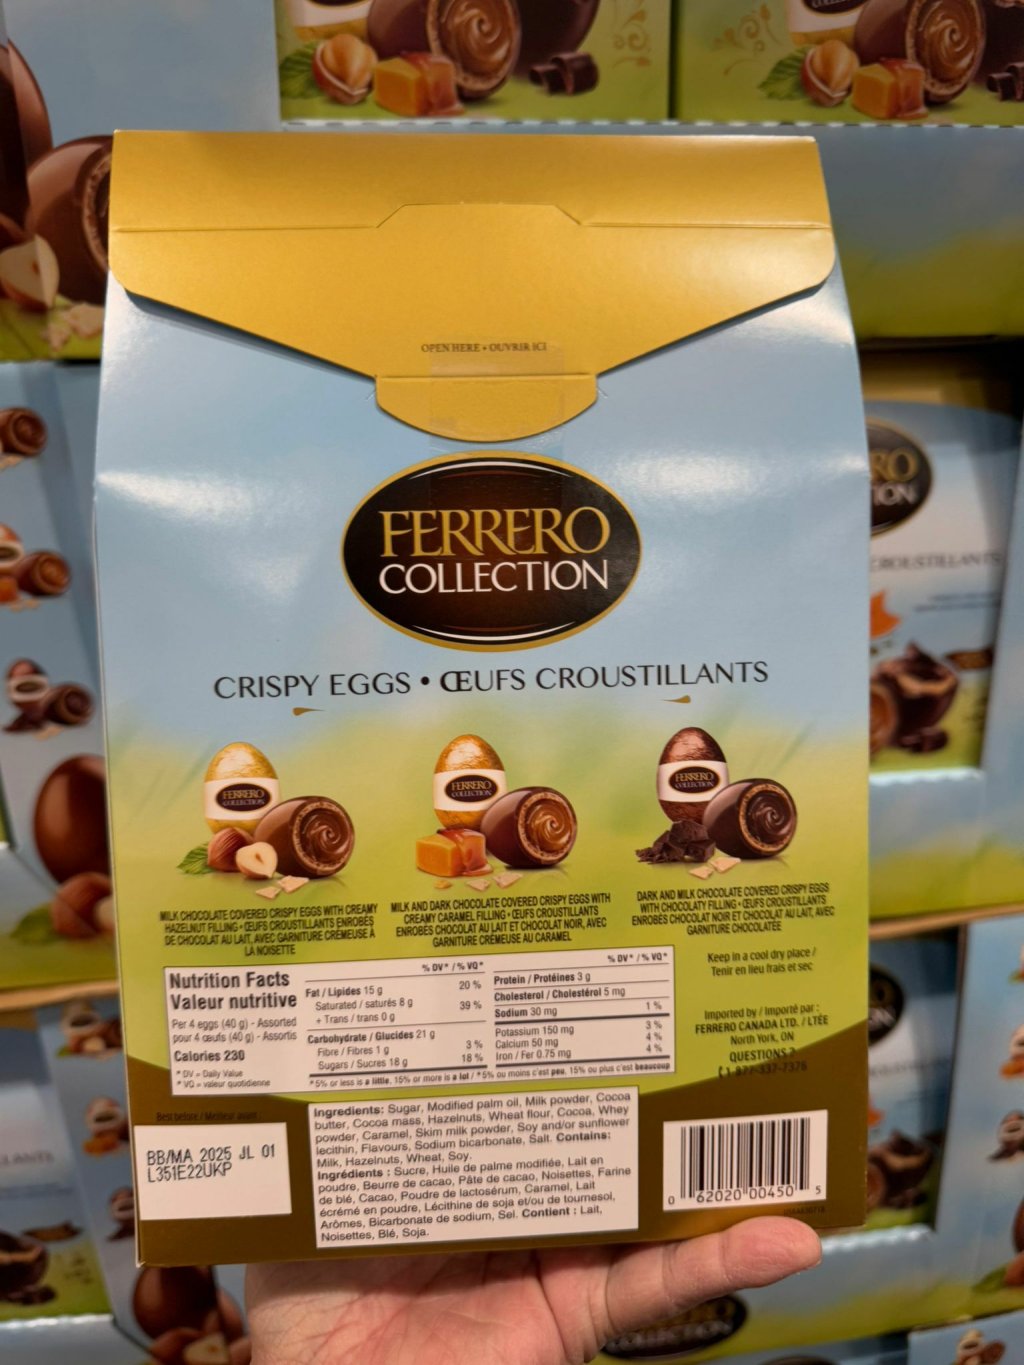 OPEN HERE • OUVRIR ICI
FERRERO
COLLECTION
CRISPY EGGS • ŒUFS CROUSTILLANTS
FERRERO
COLLECTION
FERRERO
COLLECTION
FERRERO
COLLECTION
MILK CHOCOLATE COVERED CRISPY EGGS WITH CREAMY
HAZELNUT FILLING • ŒUFS CROUSTILLANTS ENROBÉS
DE CHOCOLAT AU LAIT, AVEC GARNITURE CRÉMEUSE À
LA NOISETTE
MILK AND DARK CHOCOLATE COVERED CRISPY EGGS WITH
CREAMY CARAMEL FILLING • ŒUFS CROUSTILLANTS
ENROBÉS CHOCOLAT AU LAIT ET CHOCOLAT NOIR, AVEC
GARNITURE CRÉMEUSE AU CARAMEL
DARK AND MILK CHOCOLATE COVERED CRISPY EGGS
WITH CHOCOLATY FILLING • ŒUFS CROUSTILLANTS
ENROBÉS CHOCOLAT NOIR ET CHOCOLAT AU LAIT, AVEC
GARNITURE CHOCOLATÉE
Nutrition Facts
Valeur nutritive
Per 4 eggs (40 g) - Assorted
pour 4 œufs (40 g) - Assortis
Calories 230
* DV = Daily Value
* VQ = valeur quotidienne
% DV* / % VQ*
Fat / Lipides 15 g 20 %
Saturated / saturés 8 g 39 %
+ Trans / trans 0 g
Carbohydrate / Glucides 21 g
Fibre / Fibres 1 g 3 %
Sugars / Sucres 18 g 18 %
% DV* / % VQ*
Protein / Protéines 3 g
Cholesterol / Cholestérol 5 mg
Sodium 30 mg 1 %
Potassium 150 mg 3 %
Calcium 50 mg 4 %
Iron / Fer 0.75 mg 4 %
*5% or less is a little, 15% or more is a lot / *5% ou moins c'est peu, 15% ou plus c'est beaucoup
Keep in a cool dry place /
Tenir en lieu frais et sec
Imported by / Importé par :
FERRERO CANADA LTD. / LTÉE
North York, ON
QUESTIONS ?
1-877-337-7376
Best before / Meilleur avant :
BB/MA 2025 JL 01
L351E22UKP
Ingredients: Sugar, Modified palm oil, Milk powder, Cocoa
butter, Cocoa mass, Hazelnuts, Wheat flour, Cocoa, Whey
powder, Caramel, Skim milk powder, Soy and/or sunflower
lecithin, Flavours, Sodium bicarbonate, Salt. Contains:
Milk, Hazelnuts, Wheat, Soy.
Ingrédients : Sucre, Huile de palme modifiée, Lait en
poudre, Beurre de cacao, Pâte de cacao, Noisettes, Farine
de blé, Cacao, Poudre de lactosérum, Caramel, Lait
écrémé en poudre, Lécithine de soja et/ou de tournesol,
Arômes, Bicarbonate de sodium, Sel. Contient : Lait,
Noisettes, Blé, Soja.
0 62020 00450 5